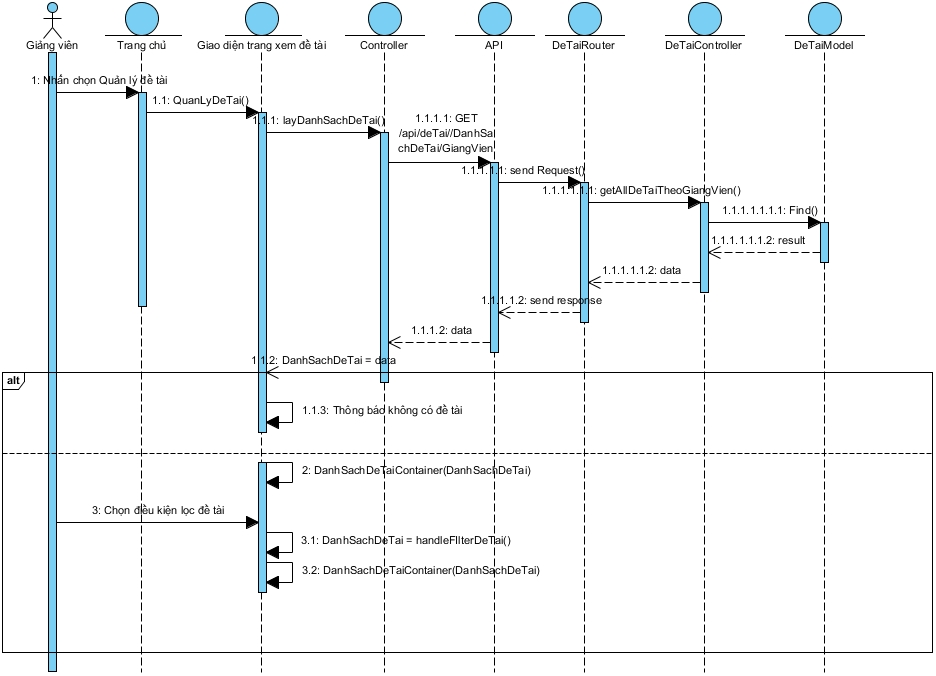 Giảng viên
Trang chủ
Giao diện trang xem đề tài
Controller
API
DeTaiRouter
DeTaiController
DeTaiModel
1: Nhấn chọn Quản lý đề tài
1.1: QuanLyDeTai()
1.1.1: layDanhSachDeTai()
1.1.1.1: GET
/api/deTai//DanhSa
chDeTai/GiangVien
1.1.1.1.1: send Request()
1.1.1.1.1.1: getAllDeTaiTheoGiangVien()
1.1.1.1.1.1.1: Find()
1.1.1.1.1.1.2: result
1.1.1.1.1.2: data
1.1.1.1.2: send response
1.1.1.2: data
1.1.2: DanhSachDeTai = data
alt
1.1.3: Thông báo không có đề tài
2: DanhSachDeTaiContainer(DanhSachDeTai)
3: Chọn điều kiện lọc đề tài
3.1: DanhSachDeTai = handleFIlterDeTai()
3.2: DanhSachDeTaiContainer(DanhSachDeTai)